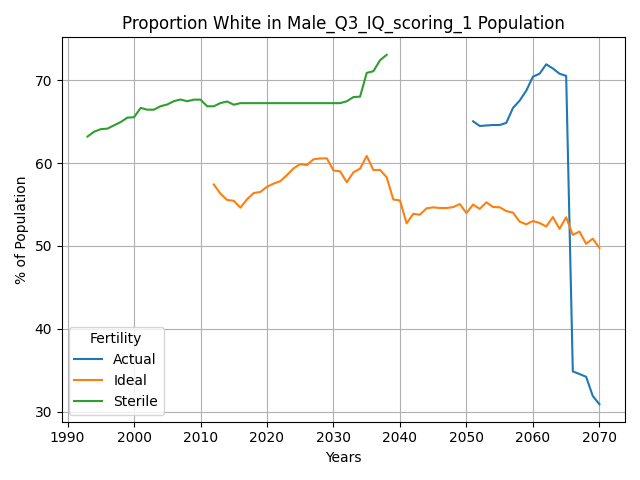 Proportion White in Male_Q3_IQ_scoring_1 Population
% of Population
70
60
50
40
30
Fertility
Actual
Ideal
Sterile
1990 2000 2010 2020 2030 2040 2050 2060 2070
Years